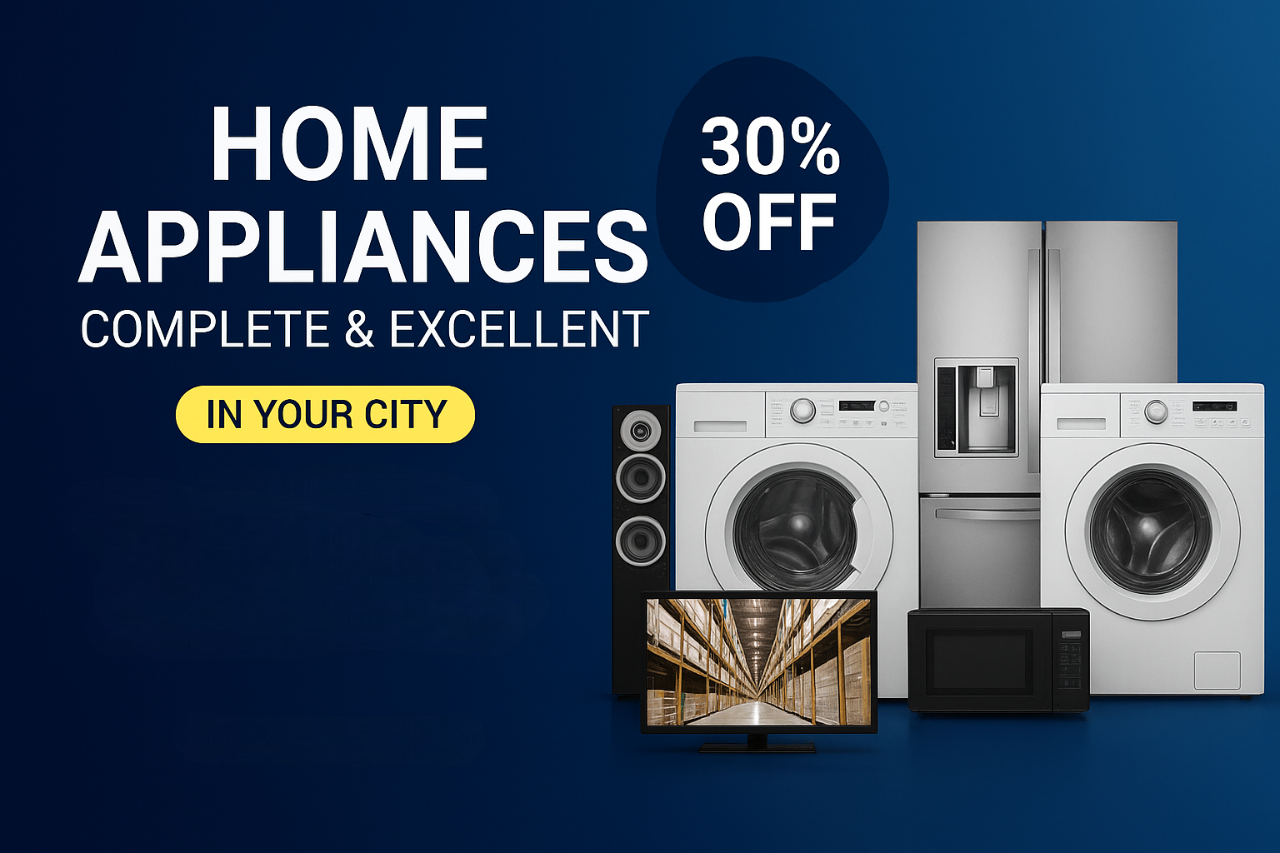 HOME
APPLIANCES
COMPLETE & EXCELLENT
IN YOUR CITY
30%
OFF